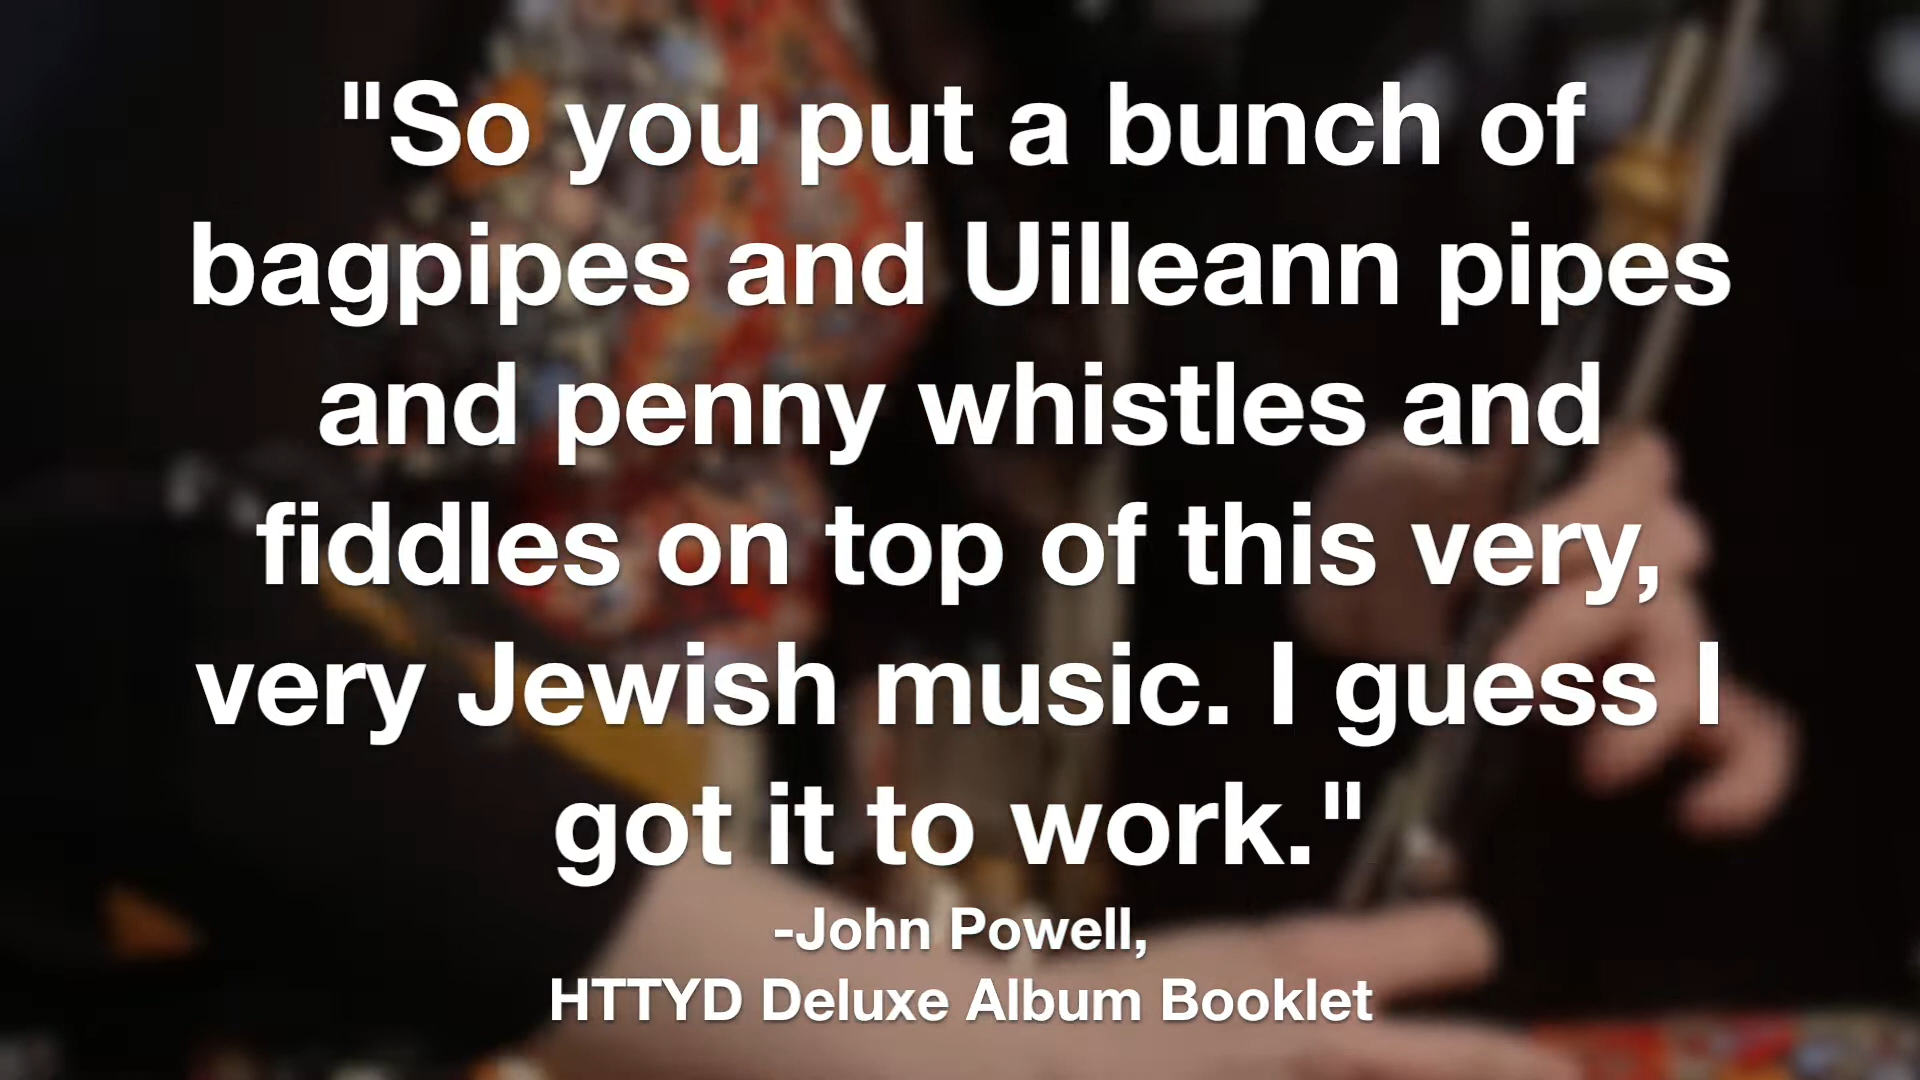 "So you put a bunch of
bagpipes and Uilleann pipes
and penny whistles and
fiddles on top of this very,
very Jewish music. I guess I
got it to work."
-John Powell,
HTTYD Deluxe Album Booklet